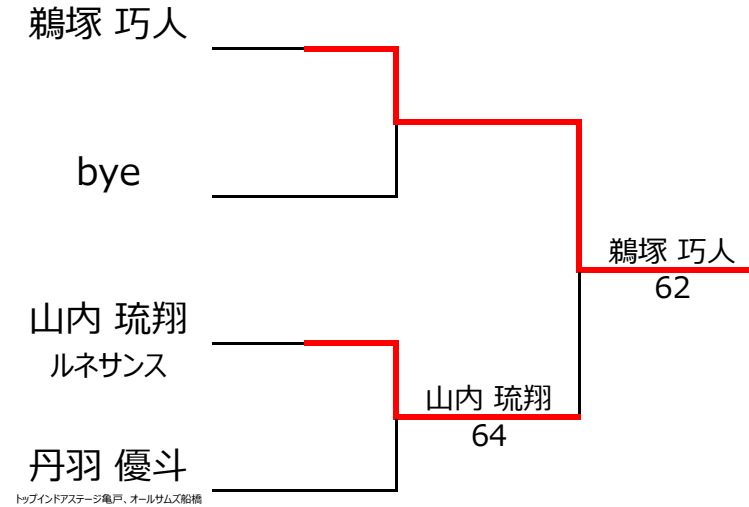 鵜塚 巧人
bye
鵜塚 巧人
62
山内 琉翔
ルネサンス
山内 琉翔
64
丹羽 優斗
トップインドアステージ亀戸、オールサムズ船橋